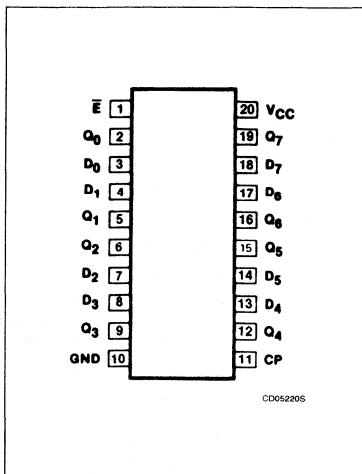 E̅ 1 20 VCC
Q0 2 19 Q7
D0 3 18 D7
D1 4 17 D6
Q1 5 16 Q6
Q2 6 15 Q5
D2 7 14 D5
D3 8 13 D4
Q3 9 12 Q4
GND 10 11 CP
CD05220S